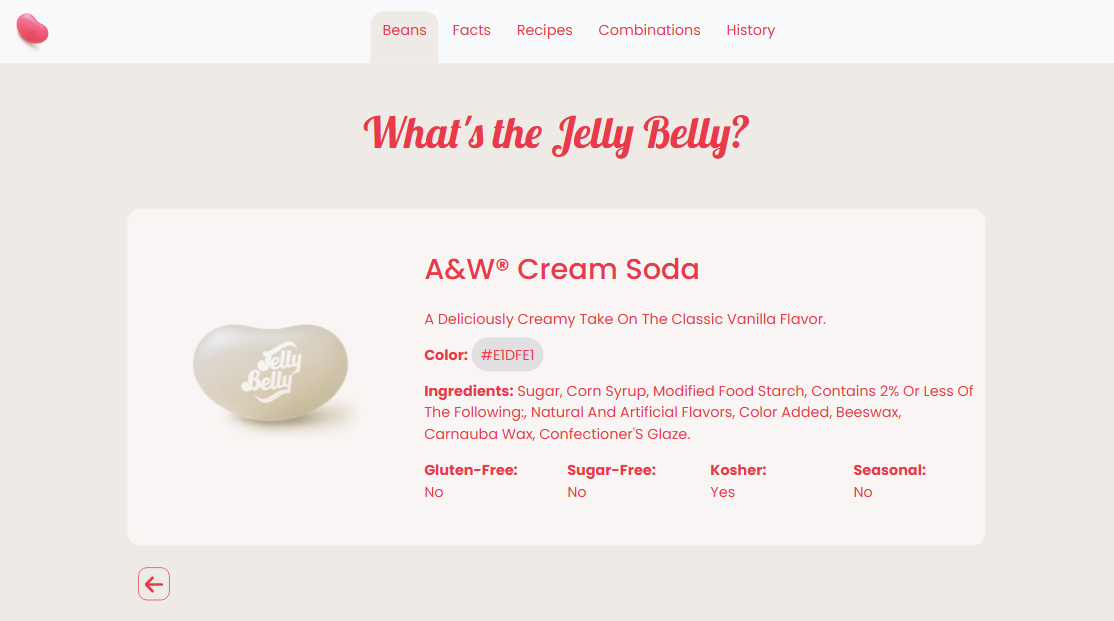 Beans
Facts
Recipes
Combinations
History
What's the Jelly Belly?
A&W® Cream Soda
A Deliciously Creamy Take On The Classic Vanilla Flavor.
Color: #E1DFE1
Ingredients: Sugar, Corn Syrup, Modified Food Starch, Contains 2% Or Less Of
The Following:, Natural And Artificial Flavors, Color Added, Beeswax,
Carnauba Wax, Confectioner'S Glaze.
Jelly
Belly
Gluten-Free:
No
Sugar-Free:
No
Kosher:
Yes
Seasonal:
No